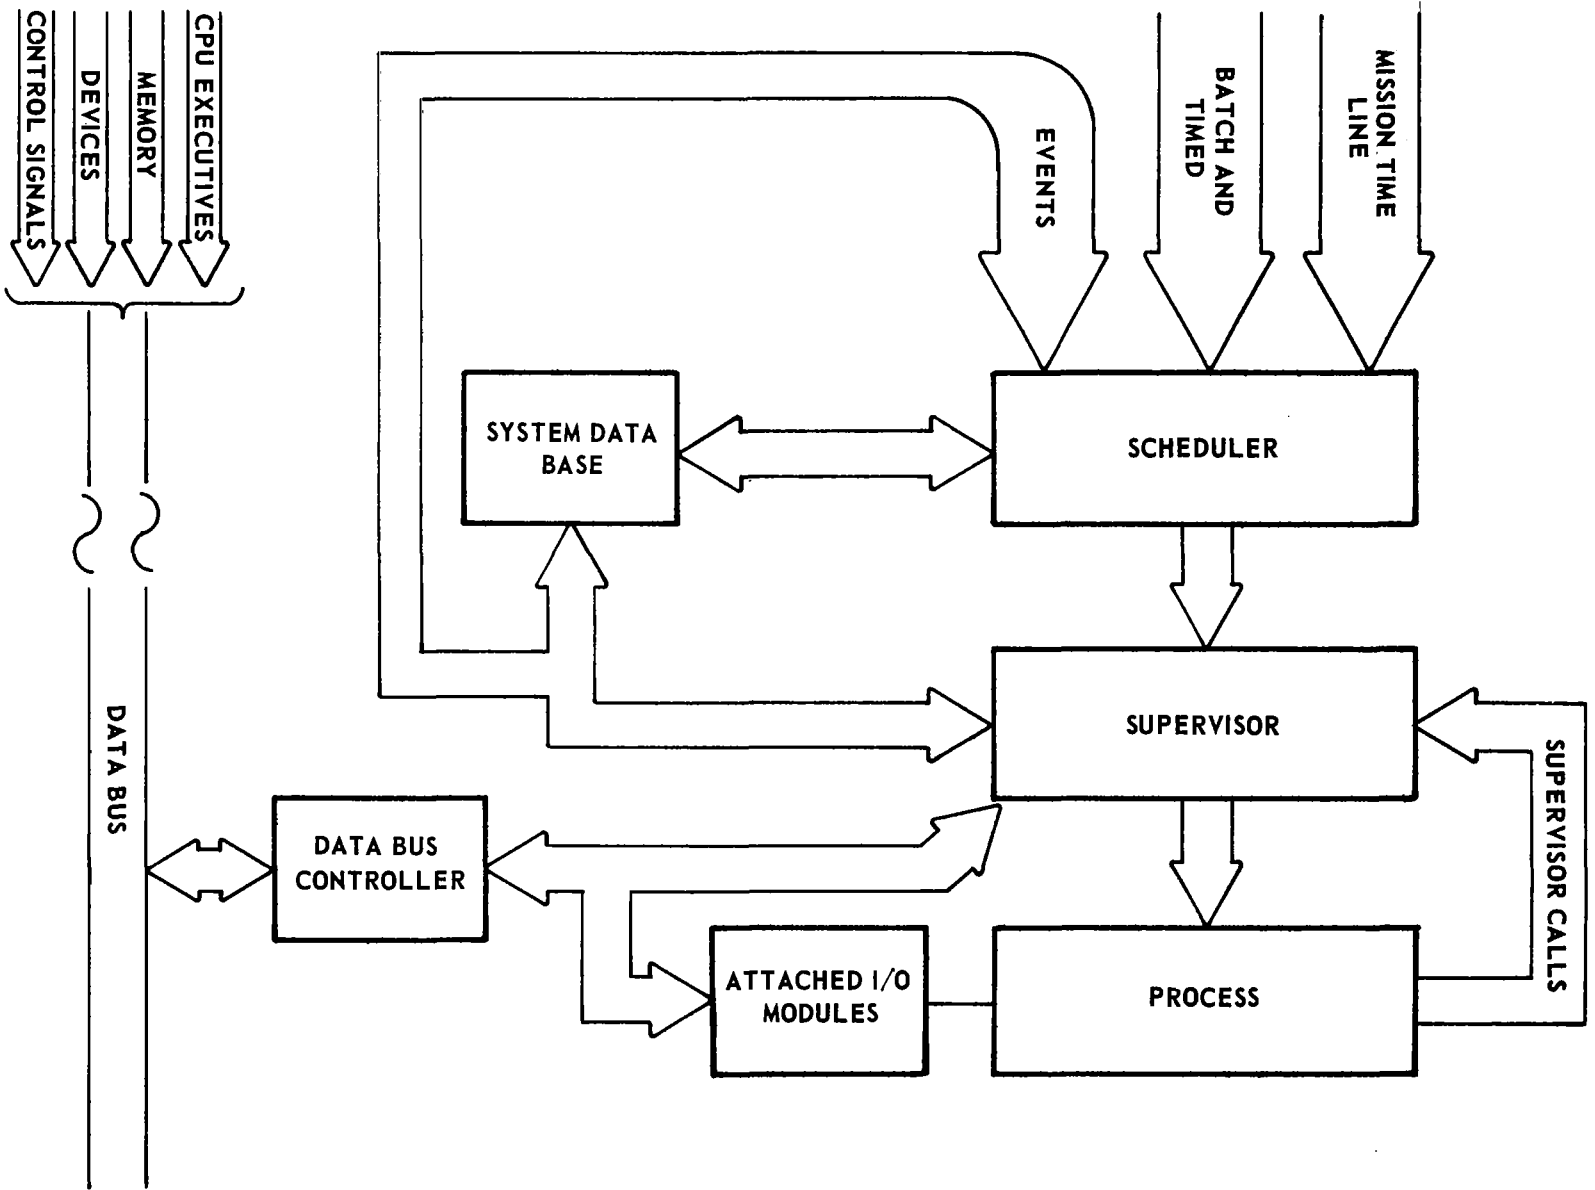 CONTROL SIGNALS
DEVICES
MEMORY
CPU EXECUTIVES
EVENTS
BATCH AND
TIMED
MISSION TIME
LINE
SYSTEM DATA
BASE
SCHEDULER
SUPERVISOR
DATA BUS
DATA BUS
CONTROLLER
ATTACHED I/O
MODULES
PROCESS
SUPERVISOR CALLS